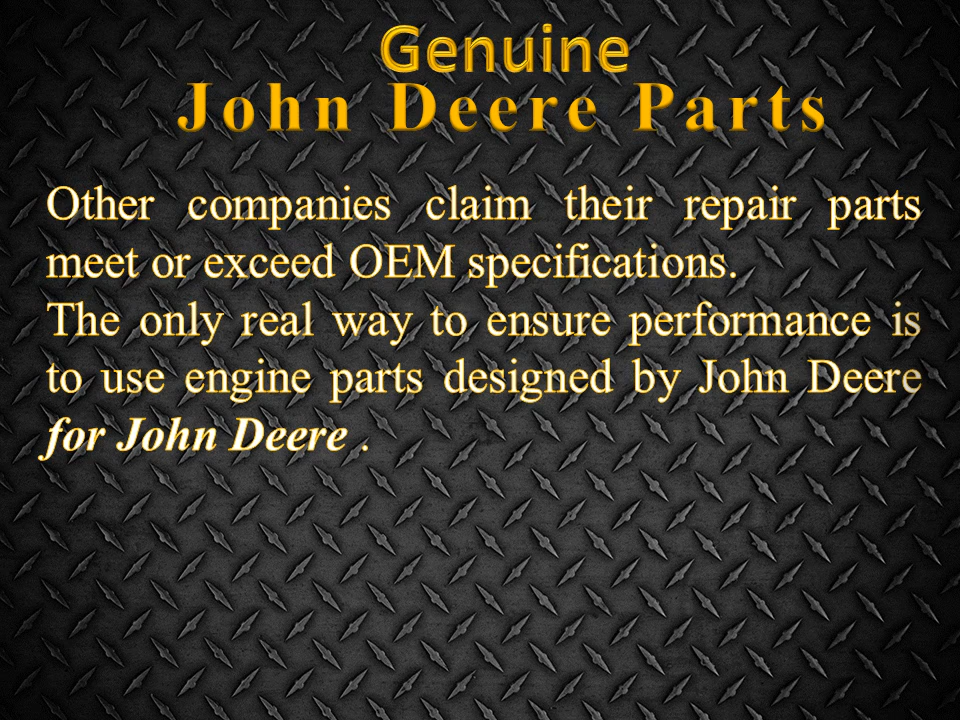 Genuine
John Deere Parts
Other companies claim their repair parts
meet or exceed OEM specifications.
The only real way to ensure performance is
to use engine parts designed by John Deere
for John Deere .